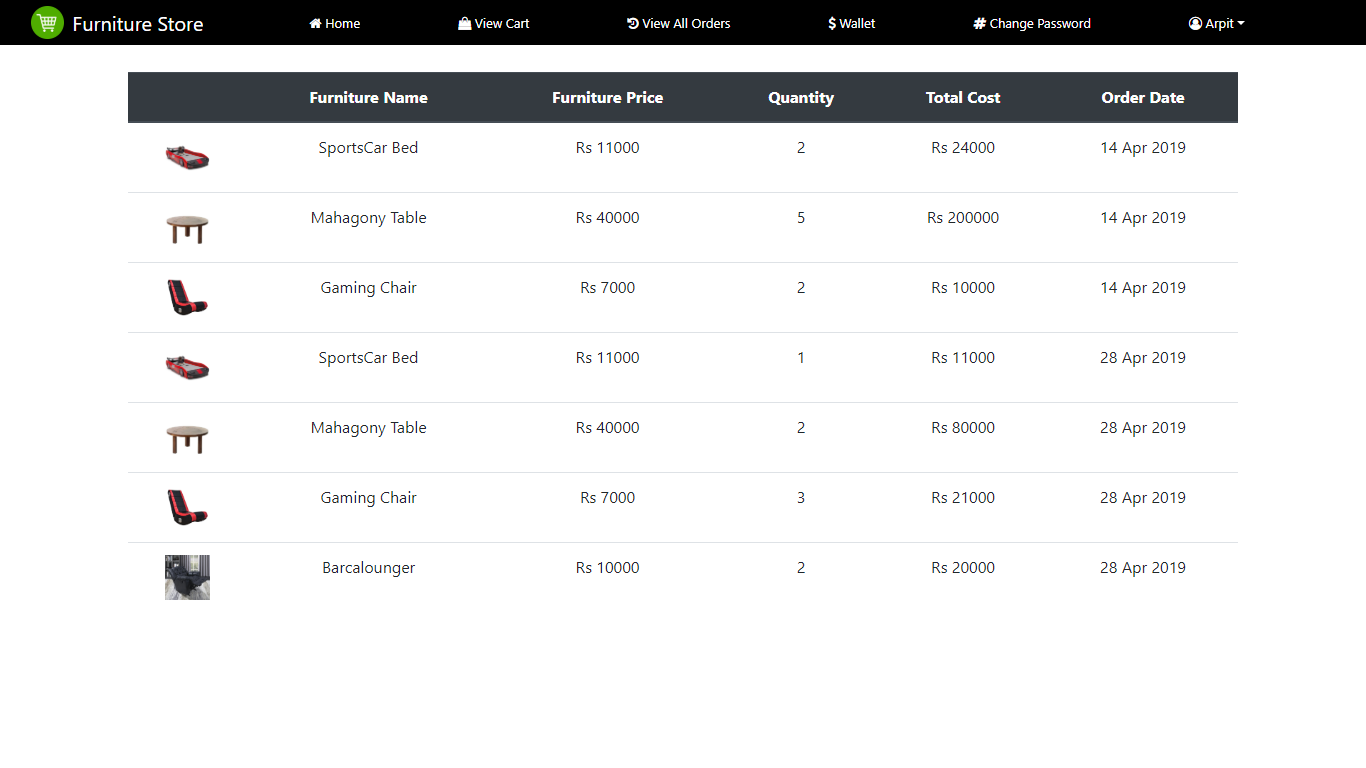 Furniture Store Home View Cart View All Orders $ Wallet # Change Password Arpit
Furniture Name Furniture Price Quantity Total Cost Order Date
SportsCar Bed Rs 11000 2 Rs 24000 14 Apr 2019
Mahagony Table Rs 40000 5 Rs 200000 14 Apr 2019
Gaming Chair Rs 7000 2 Rs 10000 14 Apr 2019
SportsCar Bed Rs 11000 1 Rs 11000 28 Apr 2019
Mahagony Table Rs 40000 2 Rs 80000 28 Apr 2019
Gaming Chair Rs 7000 3 Rs 21000 28 Apr 2019
Barcalounger Rs 10000 2 Rs 20000 28 Apr 2019